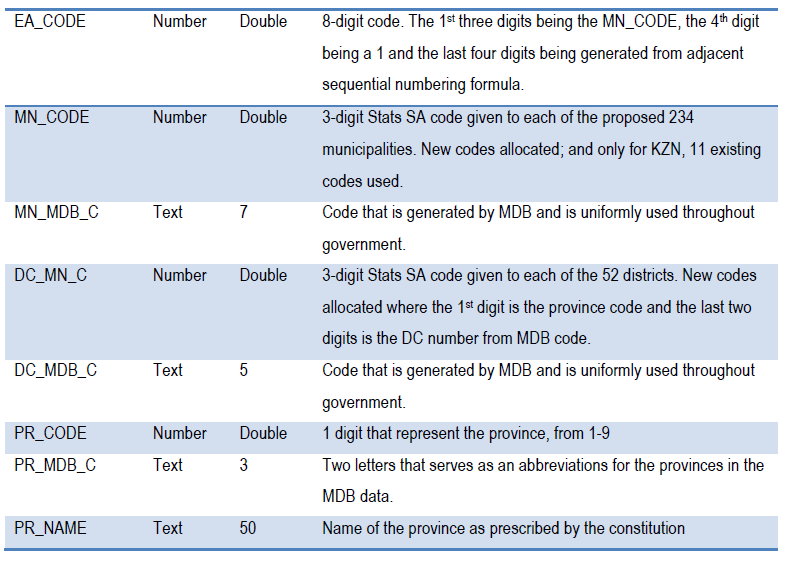 EA_CODE Number Double 8-digit code. The 1st three digits being the MN_CODE, the 4th digit
being a 1 and the last four digits being generated from adjacent
sequential numbering formula.
MN_CODE Number Double 3-digit Stats SA code given to each of the proposed 234
municipalities. New codes allocated; and only for KZN, 11 existing
codes used.
MN_MDB_C Text 7 Code that is generated by MDB and is uniformly used throughout
government.
DC_MN_C Number Double 3-digit Stats SA code given to each of the 52 districts. New codes
allocated where the 1st digit is the province code and the last two
digits is the DC number from MDB code.
DC_MDB_C Text 5 Code that is generated by MDB and is uniformly used throughout
government.
PR_CODE Number Double 1 digit that represent the province, from 1-9
PR_MDB_C Text 3 Two letters that serves as an abbreviations for the provinces in the
MDB data.
PR_NAME Text 50 Name of the province as prescribed by the constitution